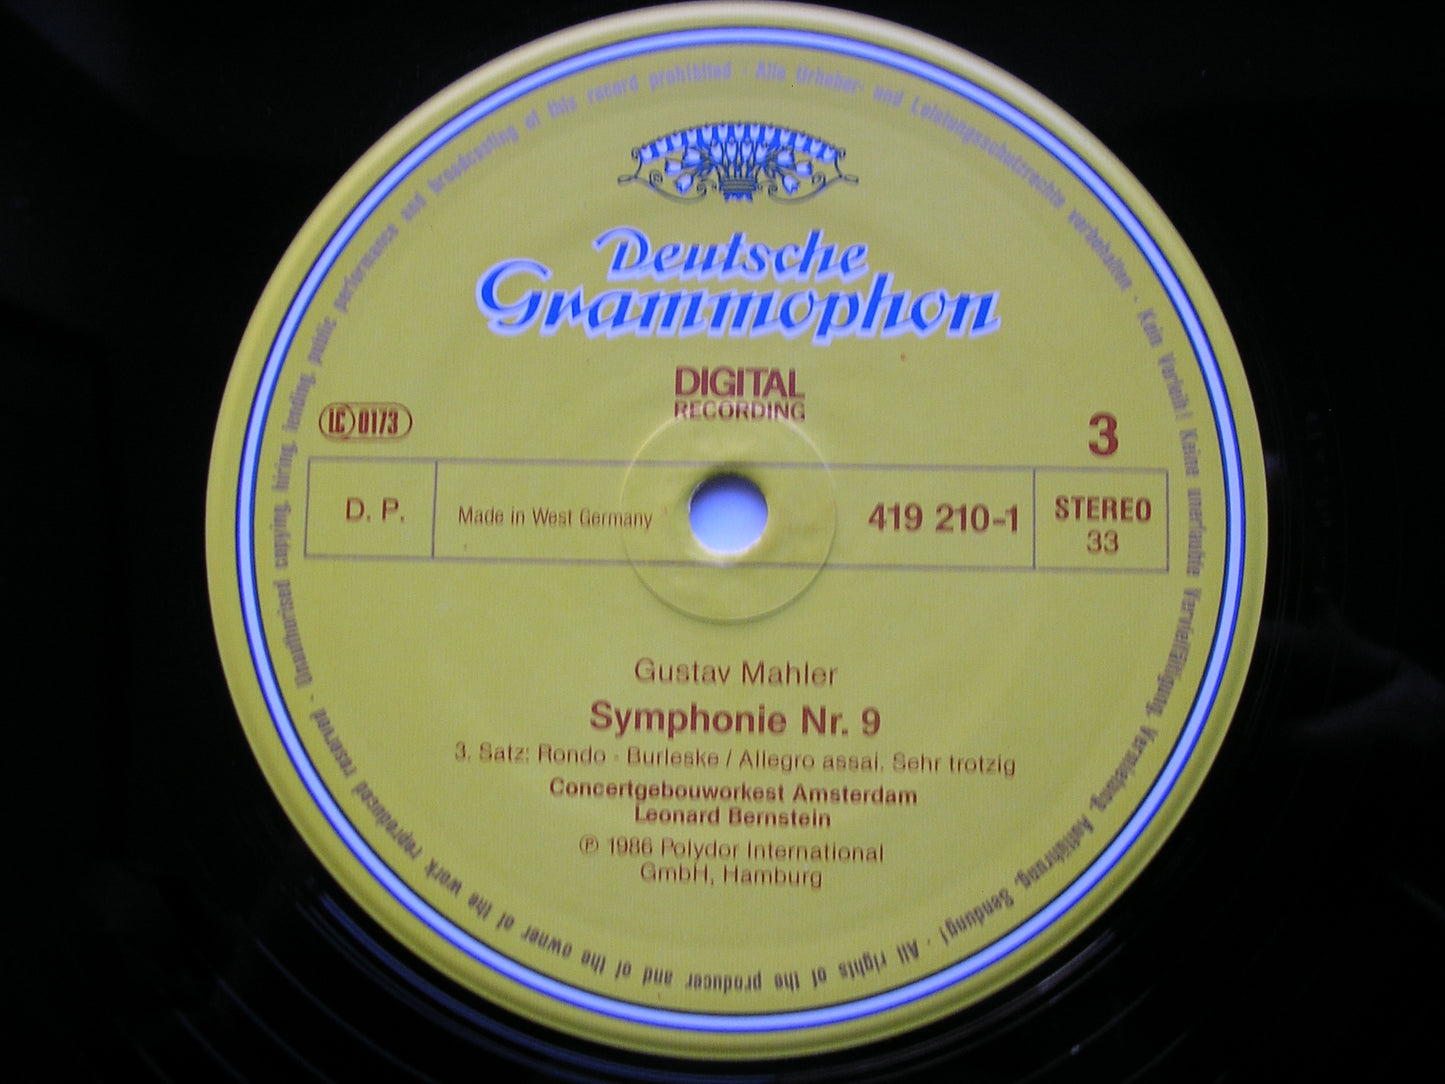 Deutsche
Grammophon
DIGITAL
RECORDING
LC 0173
3
D. P.
Made in West Germany
419 210-1
STEREO
33
Gustav Mahler
Symphonie Nr. 9
3. Satz: Rondo - Burleske / Allegro assai. Sehr trotzig
Concertgebouworkest Amsterdam
Leonard Bernstein
℗ 1986 Polydor International
GmbH, Hamburg
Alle Urheber- und Leistungsschutzrechte vorbehalten · Kein Verleih! Keine unerlaubte Vervielfältigung, Vermietung, Aufführung, Sendung! · All rights of the producer and of the owner of the work reproduced reserved · Unauthorised copying, hiring, lending, public performance and broadcasting of this record prohibited ·